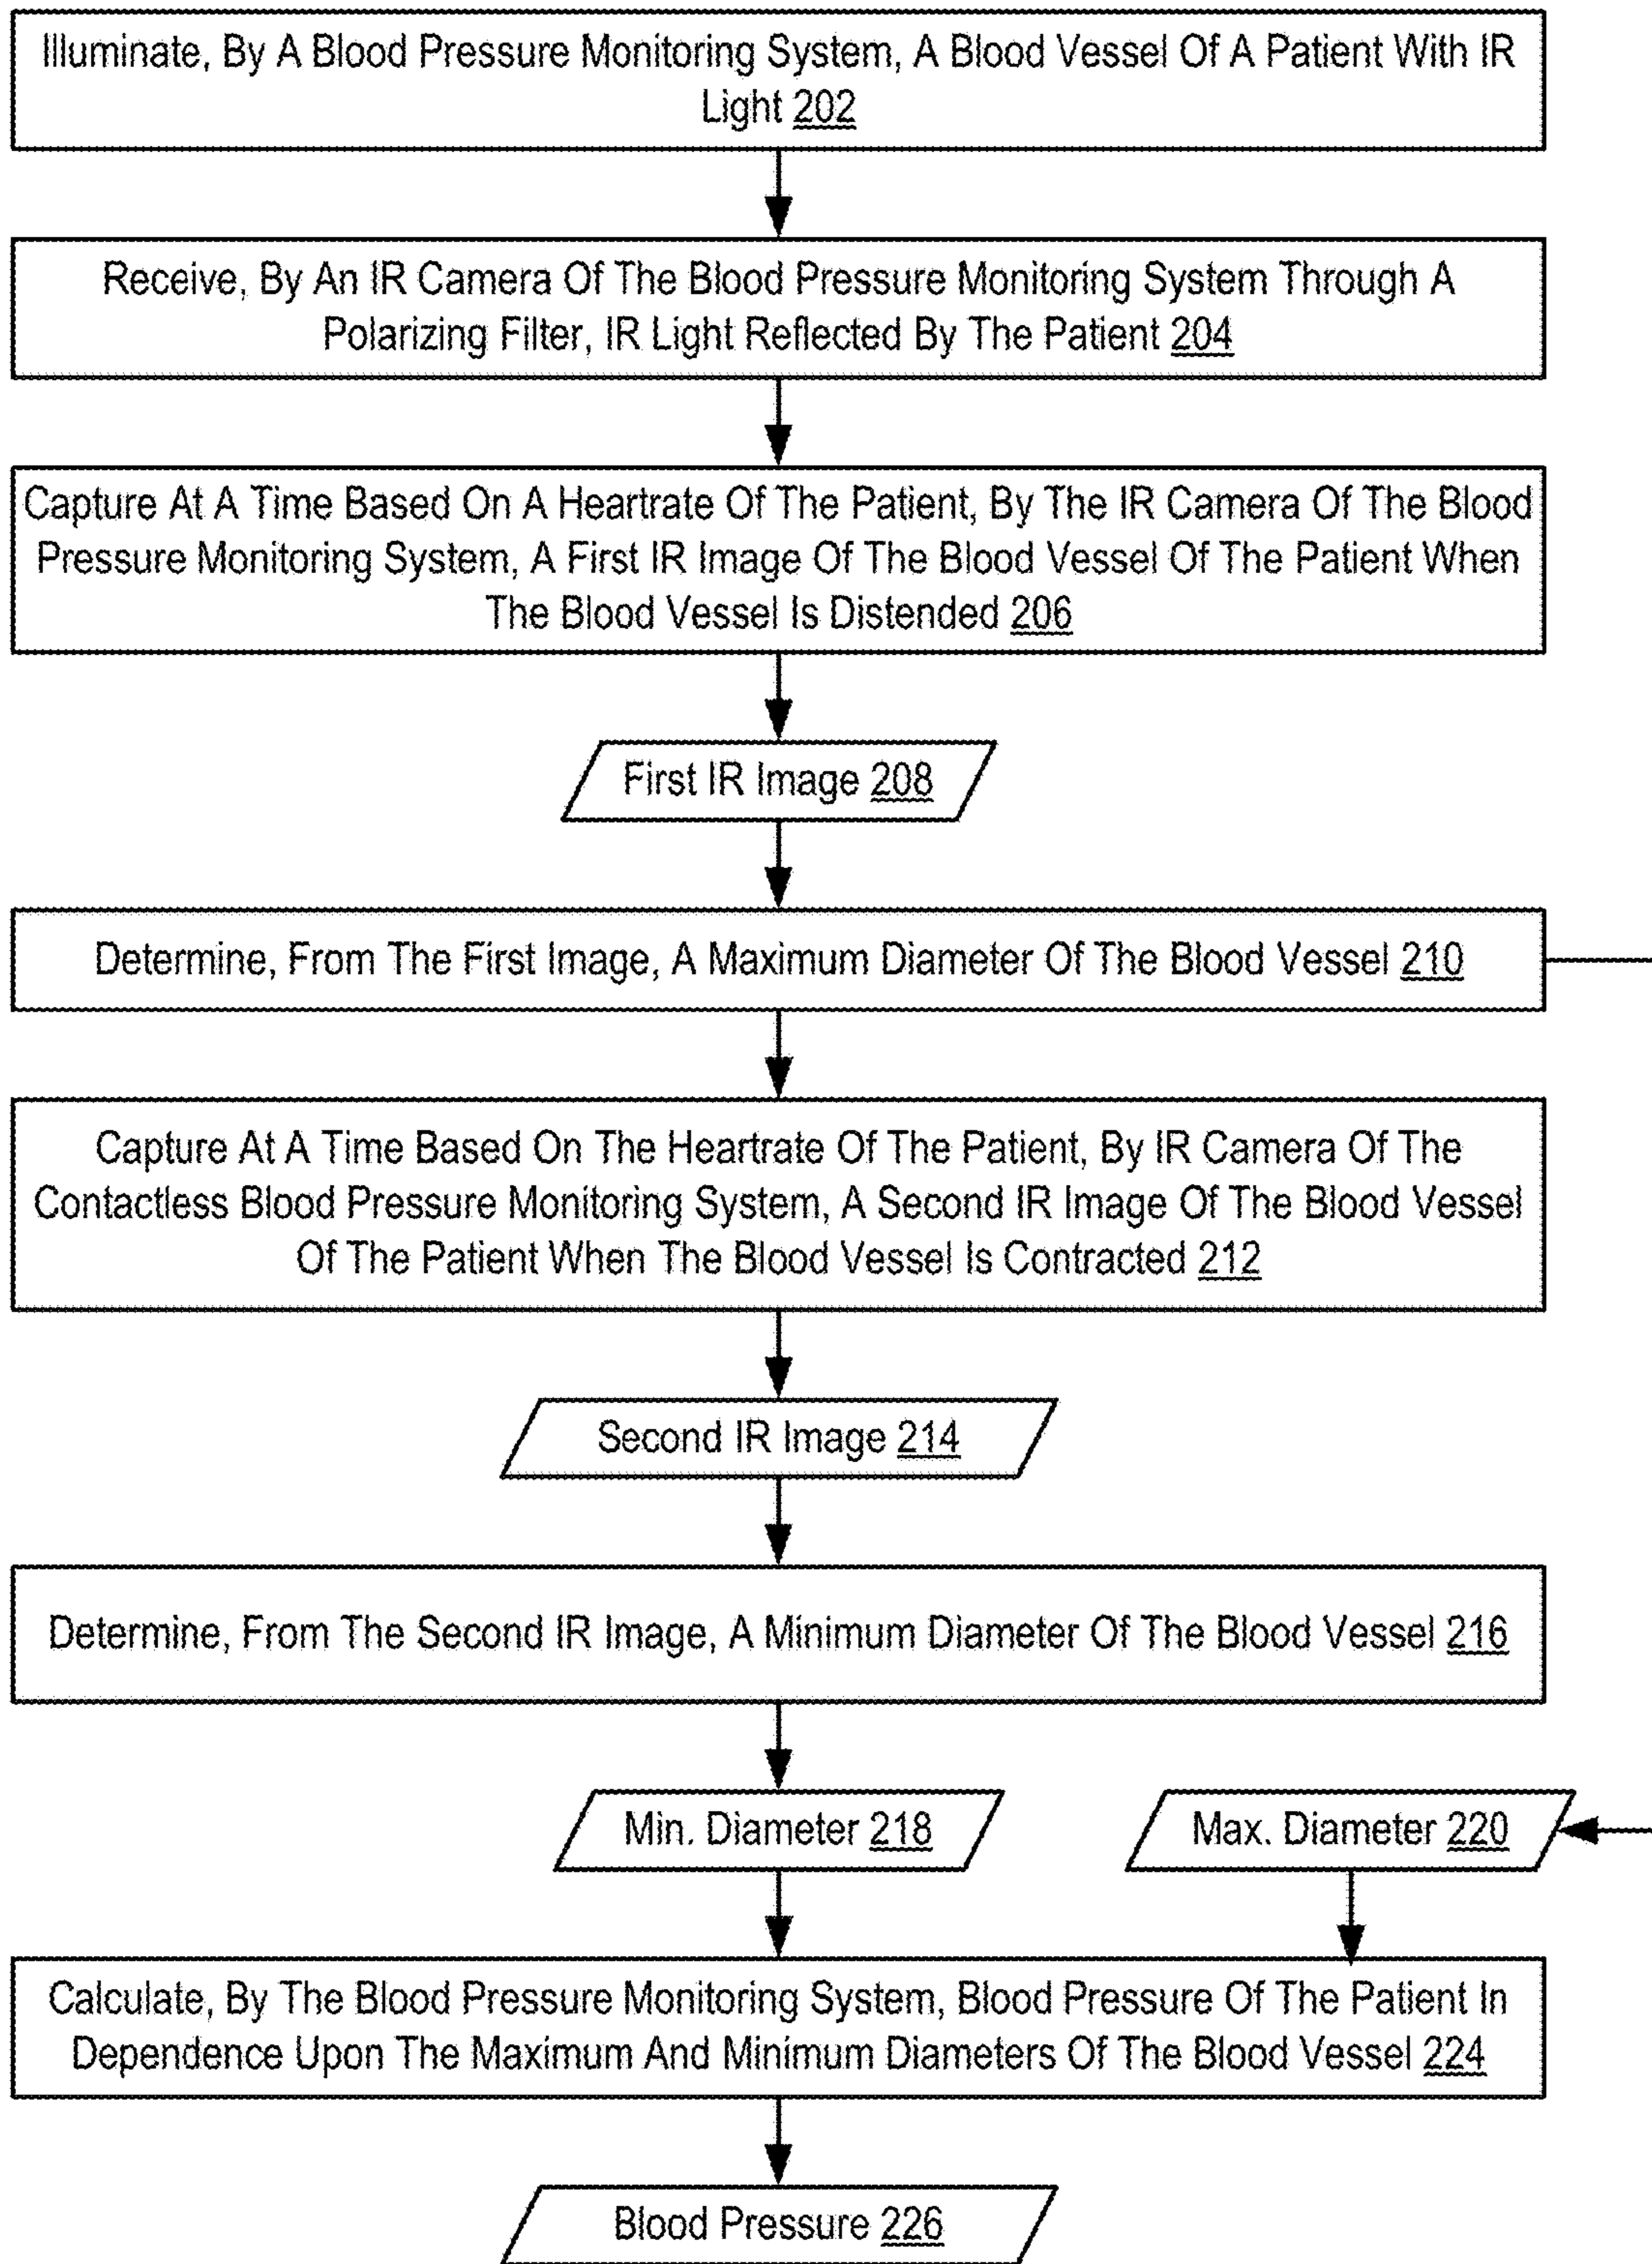 Illuminate, By A Blood Pressure Monitoring System, A Blood Vessel Of A Patient With IR
Light 202
Receive, By An IR Camera Of The Blood Pressure Monitoring System Through A
Polarizing Filter, IR Light Reflected By The Patient 204
Capture At A Time Based On A Heartrate Of The Patient, By The IR Camera Of The Blood
Pressure Monitoring System, A First IR Image Of The Blood Vessel Of The Patient When
The Blood Vessel Is Distended 206
First IR Image 208
Determine, From The First Image, A Maximum Diameter Of The Blood Vessel 210
Capture At A Time Based On The Heartrate Of The Patient, By IR Camera Of The
Contactless Blood Pressure Monitoring System, A Second IR Image Of The Blood Vessel
Of The Patient When The Blood Vessel Is Contracted 212
Second IR Image 214
Determine, From The Second IR Image, A Minimum Diameter Of The Blood Vessel 216
Min. Diameter 218
Max. Diameter 220
Calculate, By The Blood Pressure Monitoring System, Blood Pressure Of The Patient In
Dependence Upon The Maximum And Minimum Diameters Of The Blood Vessel 224
Blood Pressure 226